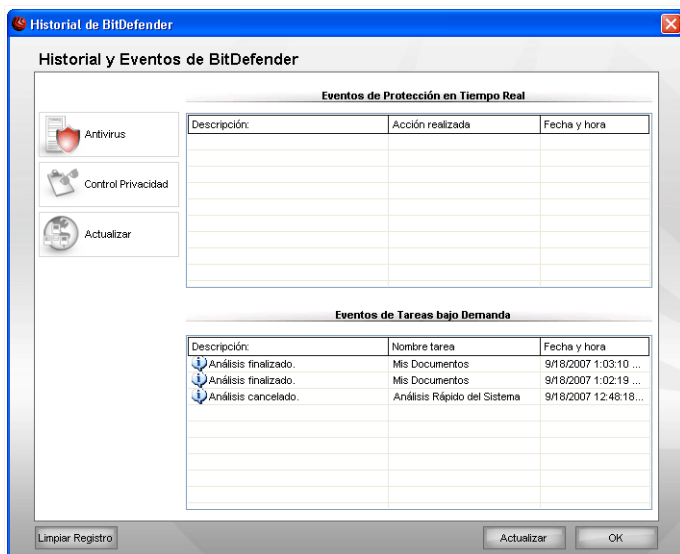 Historial de BitDefender
Historial y Eventos de BitDefender
Antivirus
Control Privacidad
Actualizar
Eventos de Protección en Tiempo Real
Descripción: Acción realizada Fecha y hora
Eventos de Tareas bajo Demanda
Descripción: Nombre tarea Fecha y hora
Análisis finalizado. Mis Documentos 9/18/2007 1:03:10 ...
Análisis finalizado. Mis Documentos 9/18/2007 1:02:19 ...
Análisis cancelado. Análisis Rápido del Sistema 9/18/2007 12:48:18...
Limpiar Registro Actualizar OK